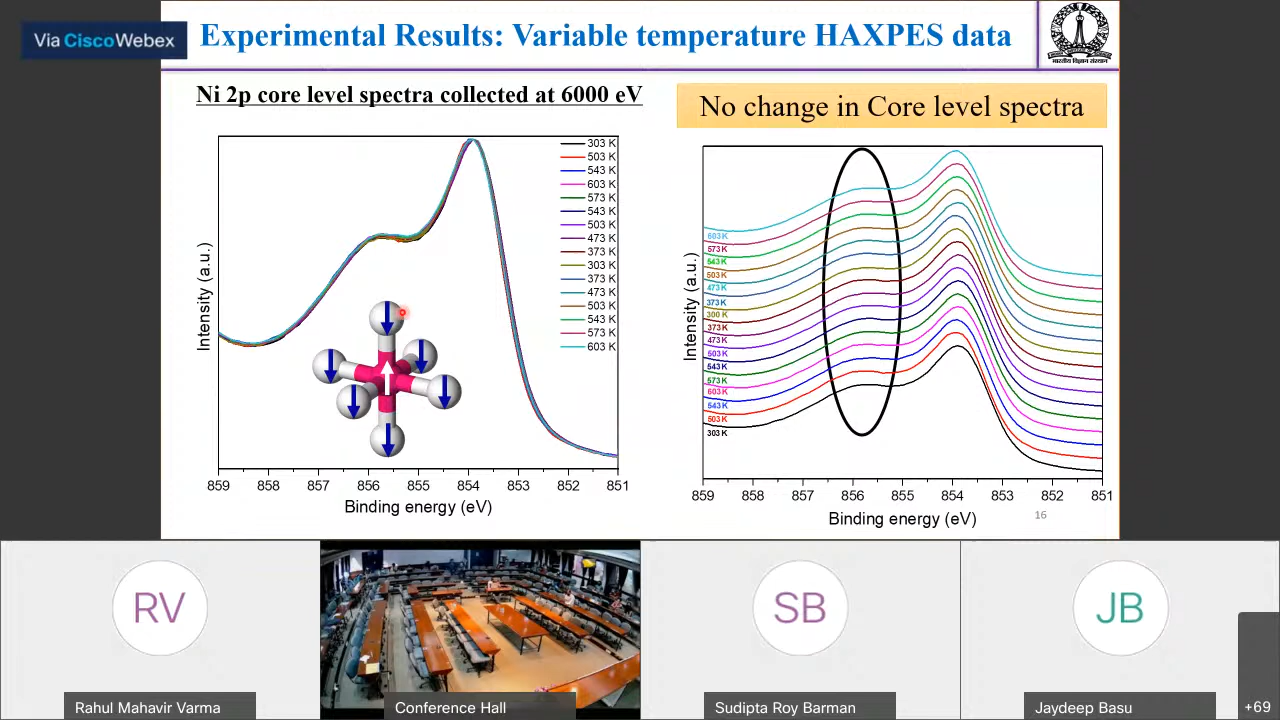 Via Cisco Webex
Experimental Results: Variable temperature HAXPES data
भारतीय विज्ञान संस्थान
Ni 2p core level spectra collected at 6000 eV
No change in Core level spectra
303 K
503 K
543 K
603 K
573 K
543 K
503 K
473 K
373 K
303 K
373 K
473 K
503 K
543 K
573 K
603 K
Intensity (a.u.)
859 858 857 856 855 854 853 852 851
Binding energy (eV)
603 K
573 K
543 K
503 K
473 K
373 K
300 K
373 K
473 K
503 K
543 K
573 K
603 K
543 K
503 K
303 K
Intensity (a.u.)
859 858 857 856 855 854 853 852 851
Binding energy (eV)
16
RV
SB
JB
Rahul Mahavir Varma
Conference Hall
Sudipta Roy Barman
Jaydeep Basu
+69